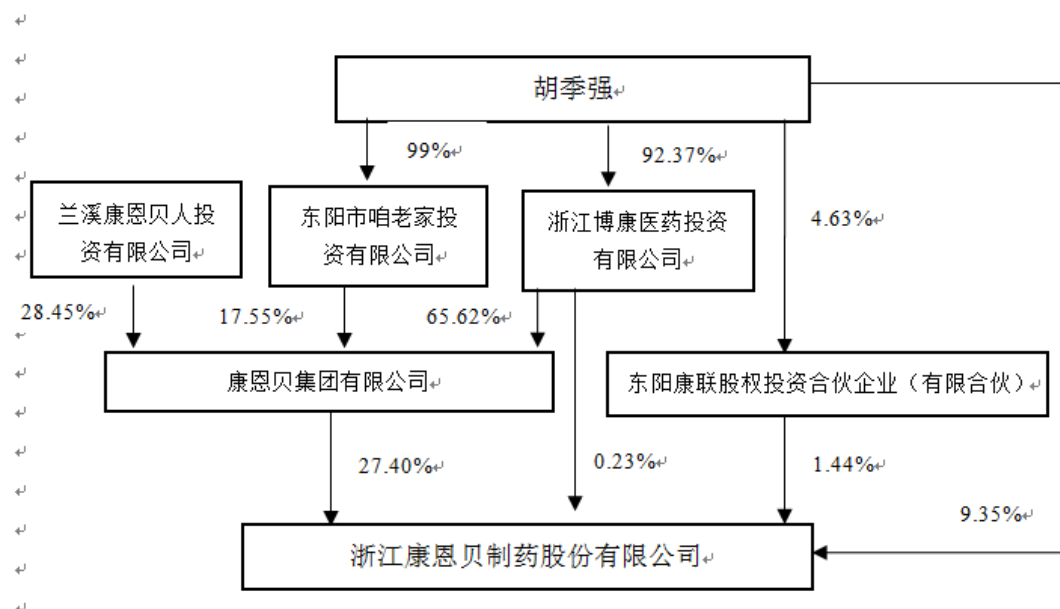 胡季强
99%
92.37%
兰溪康恩贝人投
资有限公司
东阳市咱老家投
资有限公司
浙江博康医药投资
有限公司
4.63%
28.45%
17.55%
65.62%
康恩贝集团有限公司
东阳康联股权投资合伙企业（有限合伙）
27.40%
0.23%
1.44%
9.35%
浙江康恩贝制药股份有限公司